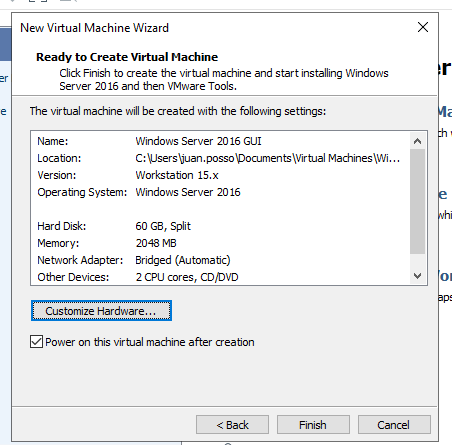 New Virtual Machine Wizard
Ready to Create Virtual Machine
Click Finish to create the virtual machine and start installing Windows
Server 2016 and then VMware Tools.
The virtual machine will be created with the following settings:
Name: Windows Server 2016 GUI
Location: C:\Users\juan.posso\Documents\Virtual Machines\Wi...
Version: Workstation 15.x
Operating System: Windows Server 2016
Hard Disk: 60 GB, Split
Memory: 2048 MB
Network Adapter: Bridged (Automatic)
Other Devices: 2 CPU cores, CD/DVD
Customize Hardware...
Power on this virtual machine after creation
< Back
Finish
Cancel